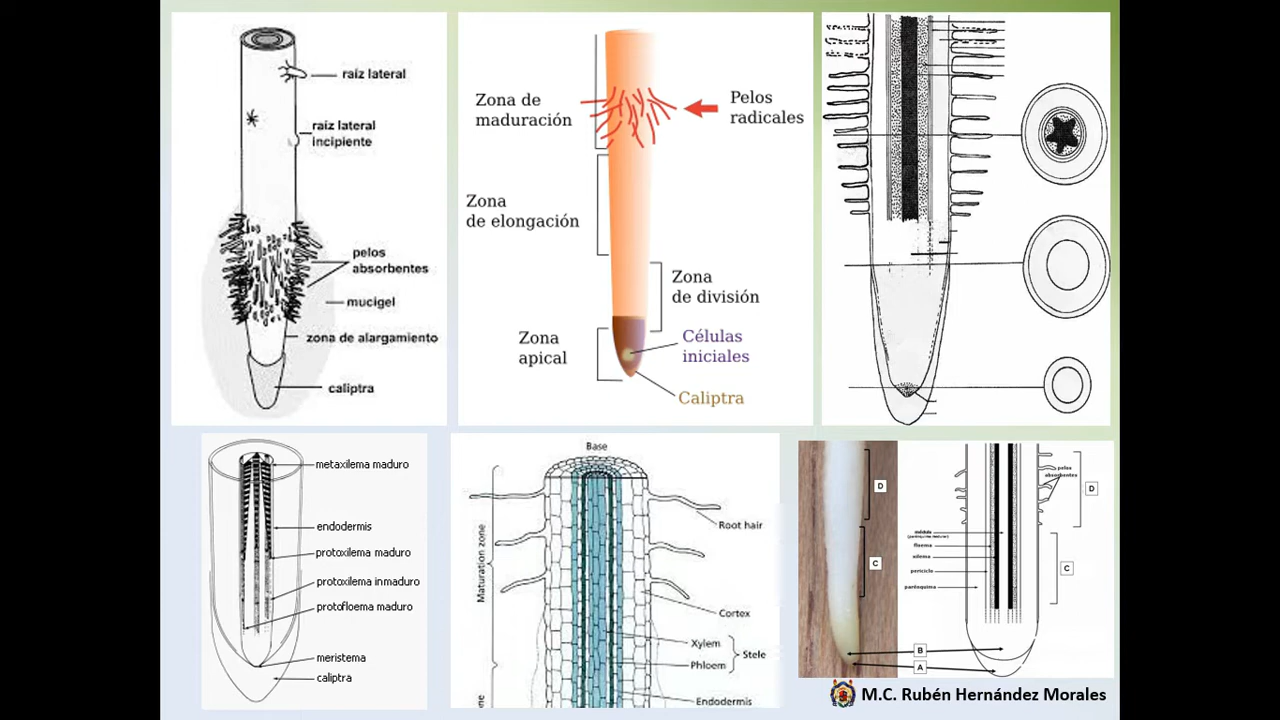 raíz lateral
raíz lateral
incipiente
pelos
absorbentes
mucigel
zona de alargamiento
caliptra
Zona de
maduración
Pelos
radicales
Zona
de elongación
Zona
de división
Zona
apical
Células
iniciales
Caliptra
metaxilema maduro
endodermis
protoxilema maduro
protoxilema inmaduro
protofloema maduro
meristema
caliptra
Base
Root hair
Maturation zone
Cortex
Xylem
Stele
Phloem
Endodermis
D
C
pelos
absorbentes
D
médula
floema
xilema
periciclo
parénquima
C
B
A
M.C. Rubén Hernández Morales